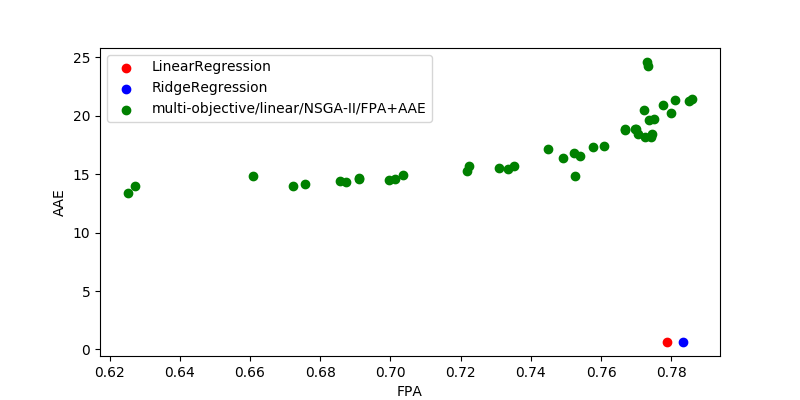 25
20
15
10
5
0
AAE
LinearRegression
RidgeRegression
multi-objective/linear/NSGA-II/FPA+AAE
0.62 0.64 0.66 0.68 0.70 0.72 0.74 0.76 0.78
FPA